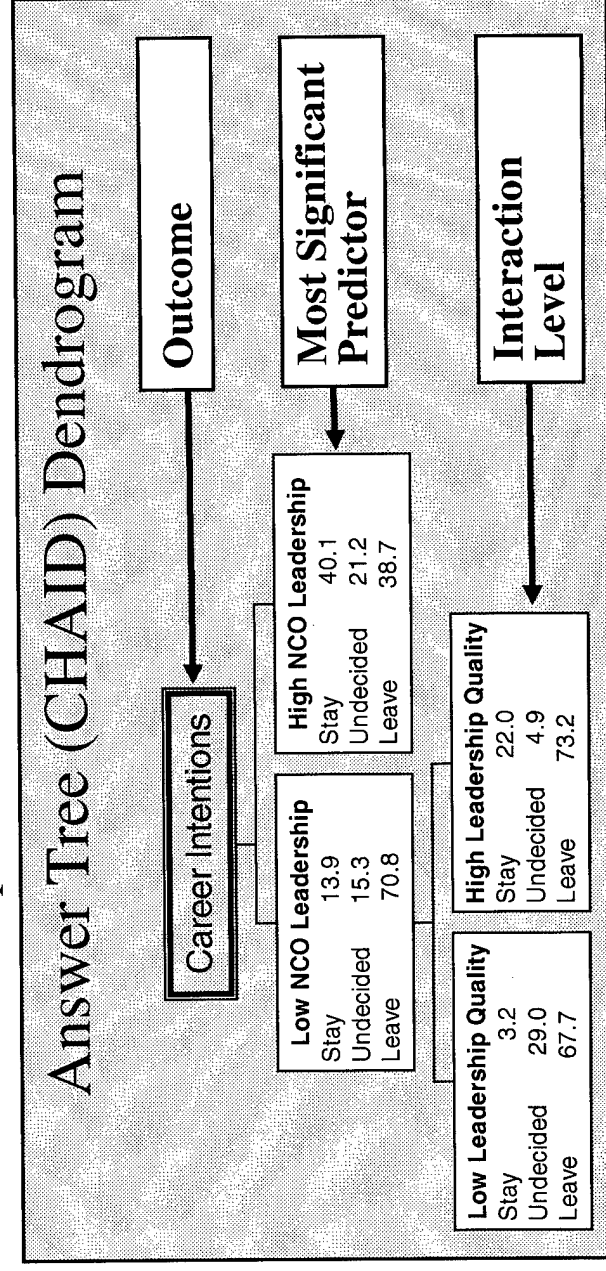 Answer Tree (CHAID) Dendrogram
Career Intentions
Outcome
Low NCO Leadership
Stay 13.9
Undecided 15.3
Leave 70.8
High NCO Leadership
Stay 40.1
Undecided 21.2
Leave 38.7
Most Significant
Predictor
Low Leadership Quality
Stay 3.2
Undecided 29.0
Leave 67.7
High Leadership Quality
Stay 22.0
Undecided 4.9
Leave 73.2
Interaction
Level